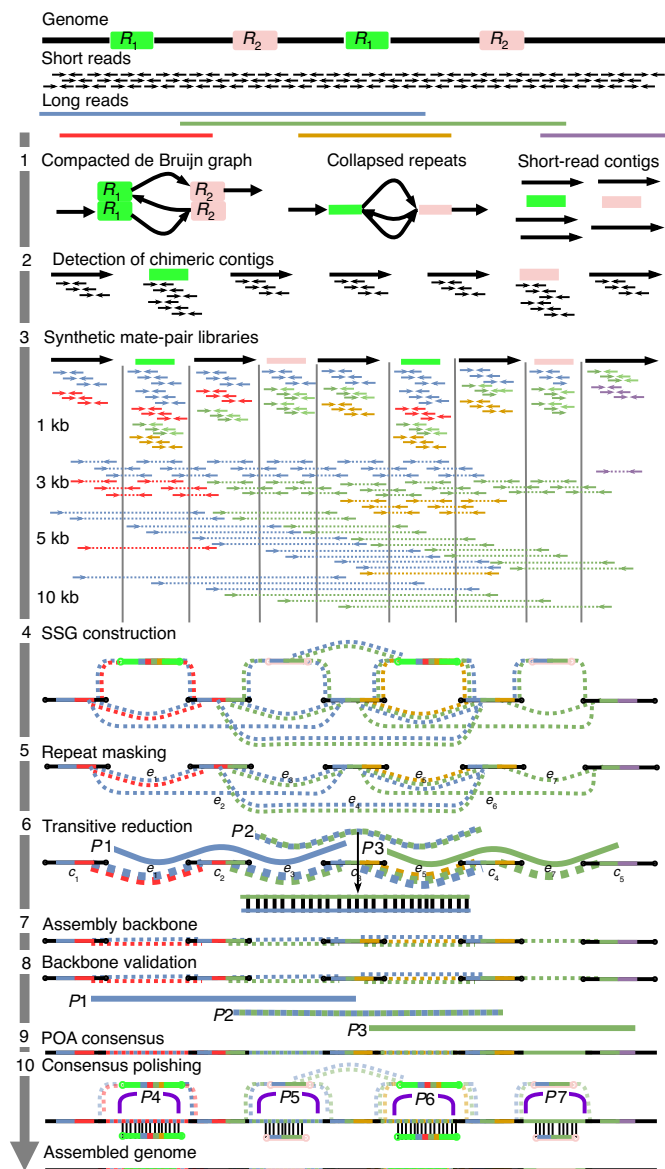 Genome
R1 R2 R1 R2
Short reads
Long reads
1 Compacted de Bruijn graph Collapsed repeats Short-read contigs
R1 R2
R1 R2
2 Detection of chimeric contigs
3 Synthetic mate-pair libraries
1 kb
3 kb
5 kb
10 kb
4 SSG construction
5 Repeat masking
e1 e3 e5 e7
e2 e4 e6
6 Transitive reduction
P1 P2 P3
c1 e1 c2 e3 c3 e5 c4 e7 c5
7 Assembly backbone
8 Backbone validation
P1
P2
P3
9 POA consensus
10 Consensus polishing
P4 P5 P6 P7
Assembled genome